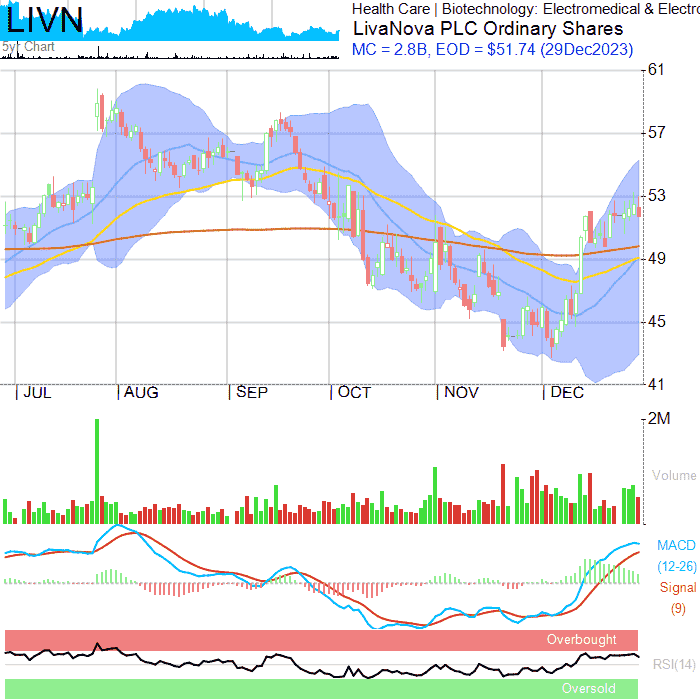 LIVN
5yr Chart
Health Care | Biotechnology: Electromedical & Electro
LivaNova PLC Ordinary Shares
MC = 2.8B, EOD = $51.74 (29Dec2023)
61
57
53
49
45
41
JUL AUG SEP OCT NOV DEC
2M
Volume
MACD
(12-26)
Signal
(9)
Overbought
RSI(14)
Oversold